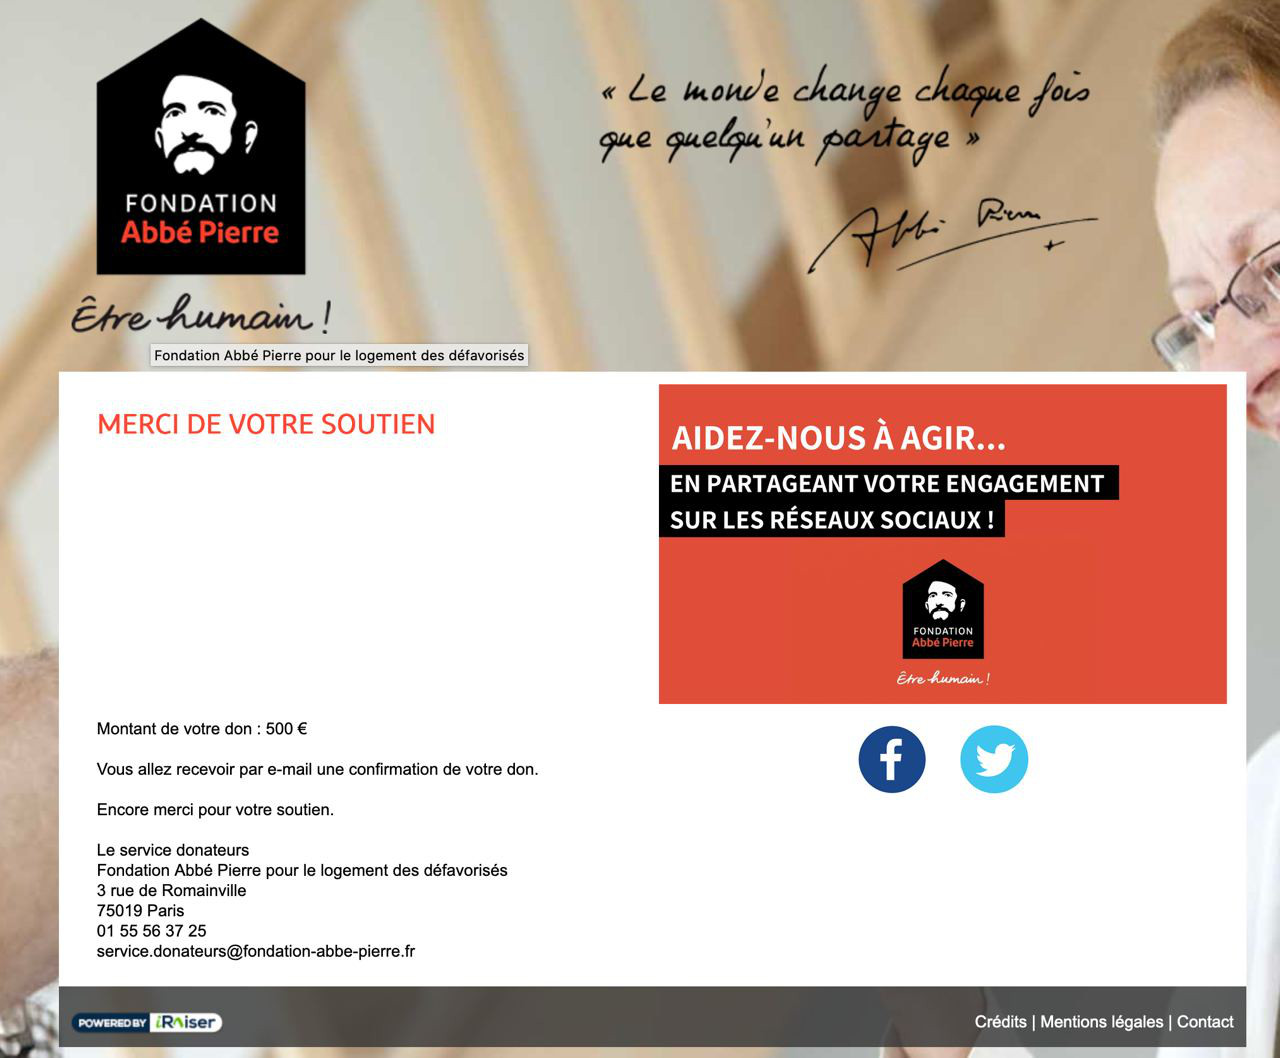 FONDATION
Abbé Pierre
Être humain !
« Le monde change chaque fois
que quelqu'un partage »
Abbé Pierre
Fondation Abbé Pierre pour le logement des défavorisés
MERCI DE VOTRE SOUTIEN
Montant de votre don : 500 €
Vous allez recevoir par e-mail une confirmation de votre don.
Encore merci pour votre soutien.
Le service donateurs
Fondation Abbé Pierre pour le logement des défavorisés
3 rue de Romainville
75019 Paris
01 55 56 37 25
service.donateurs@fondation-abbe-pierre.fr
AIDEZ-NOUS À AGIR...
EN PARTAGEANT VOTRE ENGAGEMENT
SUR LES RÉSEAUX SOCIAUX !
FONDATION
Abbé Pierre
Être humain !
POWERED BY iRaiser
Crédits | Mentions légales | Contact